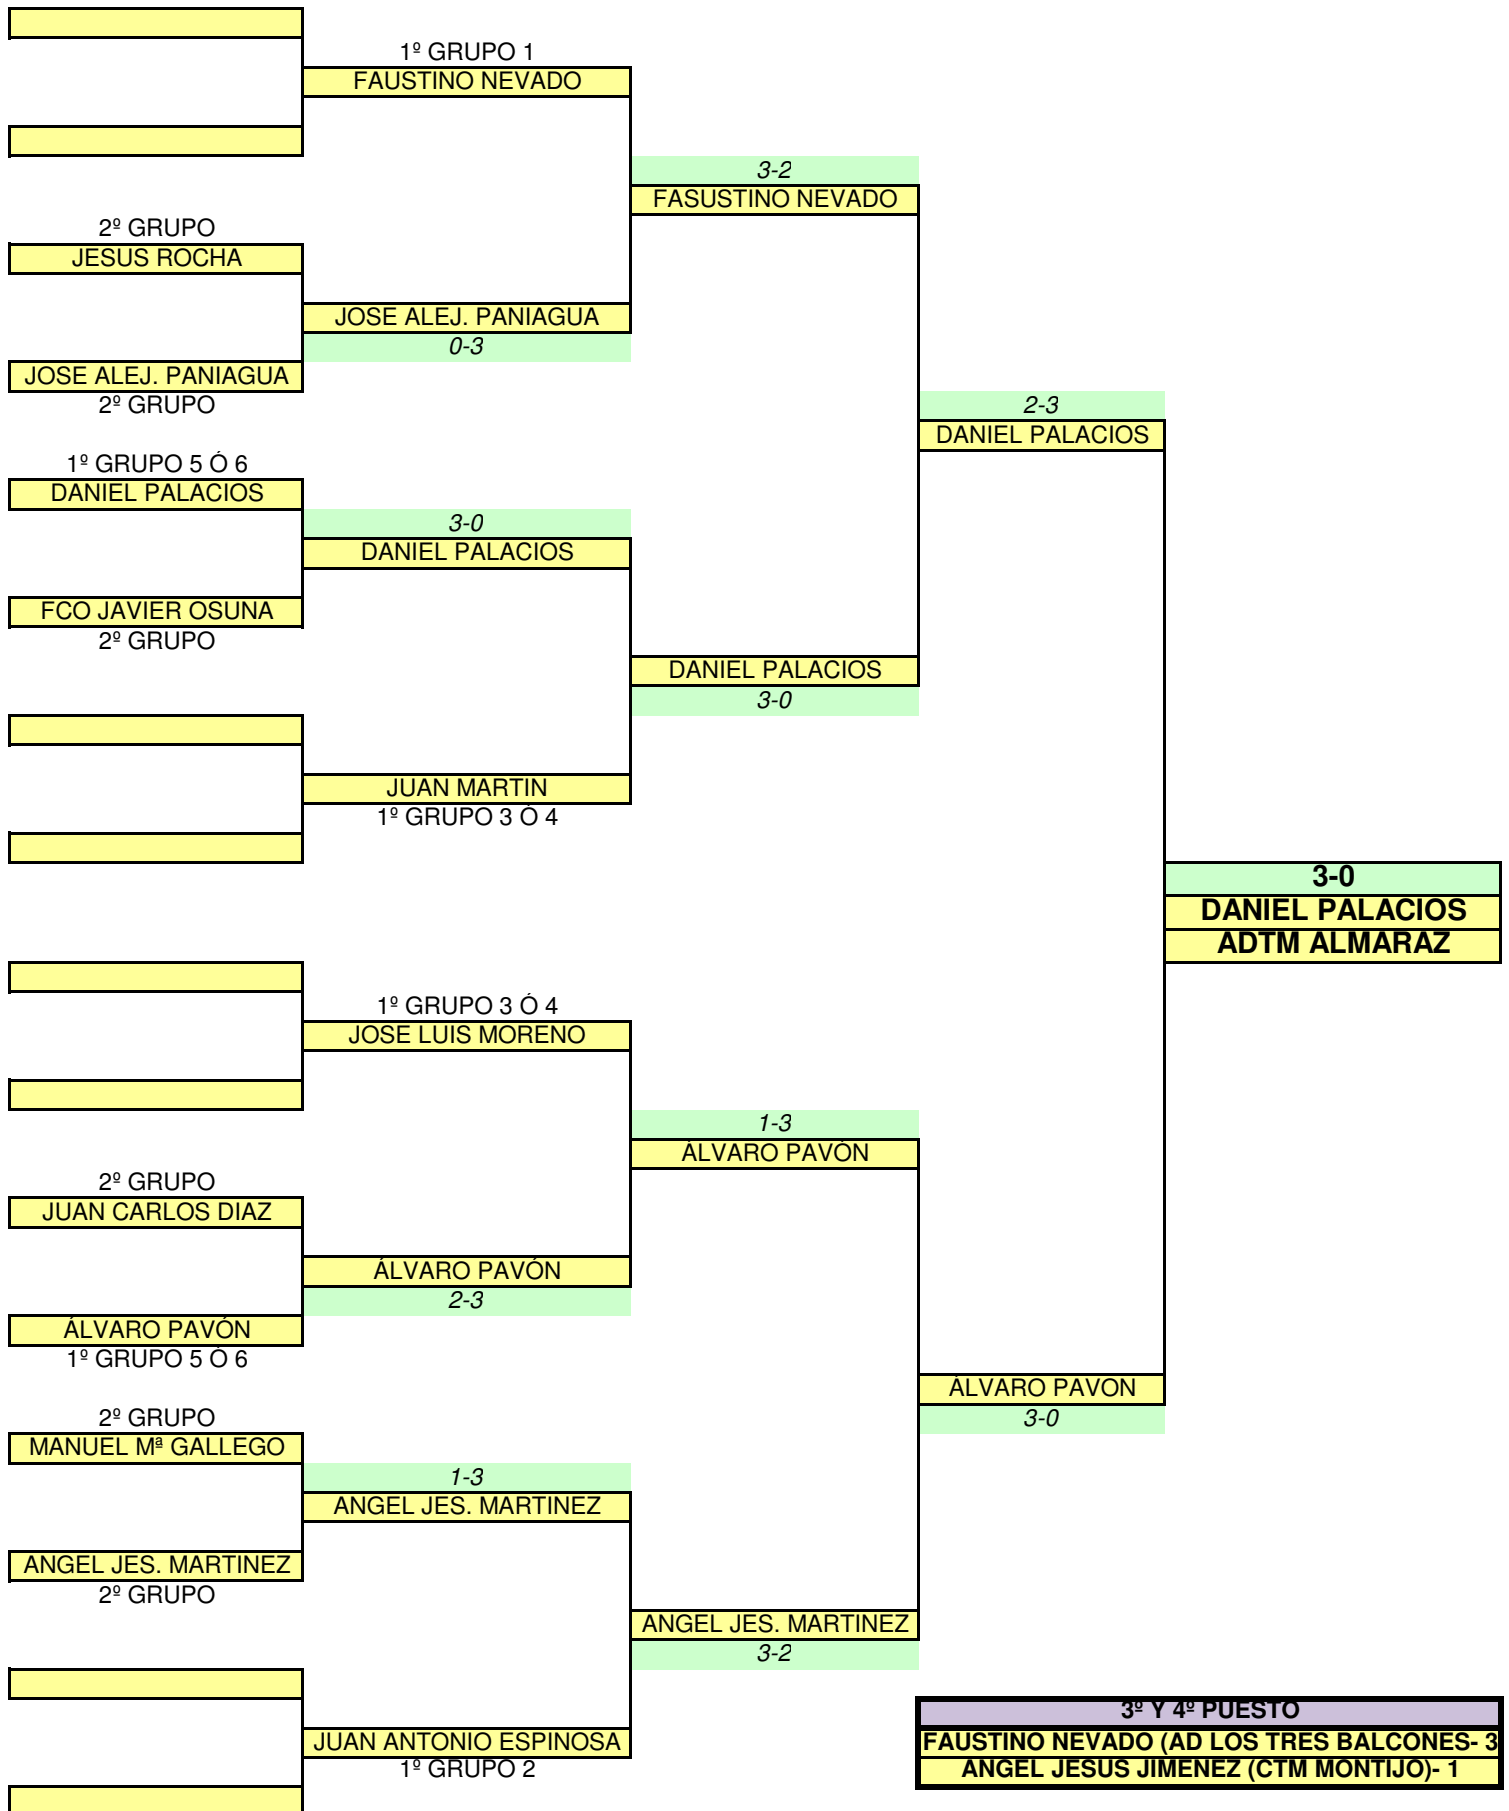 1º GRUPO 1
FAUSTINO NEVADO
3-2
FASUSTINO NEVADO
2º GRUPO
JESUS ROCHA
JOSE ALEJ. PANIAGUA
0-3
JOSE ALEJ. PANIAGUA
2º GRUPO
2-3
DANIEL PALACIOS
1º GRUPO 5 Ó 6
DANIEL PALACIOS
3-0
DANIEL PALACIOS
FCO JAVIER OSUNA
2º GRUPO
DANIEL PALACIOS
3-0
JUAN MARTIN
1º GRUPO 3 Ó 4
3-0
DANIEL PALACIOS
ADTM ALMARAZ
1º GRUPO 3 Ó 4
JOSE LUIS MORENO
1-3
ÁLVARO PAVÓN
2º GRUPO
JUAN CARLOS DIAZ
ÁLVARO PAVÓN
2-3
ÁLVARO PAVÓN
1º GRUPO 5 Ó 6
ÁLVARO PAVON
3-0
2º GRUPO
MANUEL Mª GALLEGO
1-3
ANGEL JES. MARTINEZ
ANGEL JES. MARTINEZ
2º GRUPO
ANGEL JES. MARTINEZ
3-2
JUAN ANTONIO ESPINOSA
1º GRUPO 2
3º Y 4º PUESTO
FAUSTINO NEVADO (AD LOS TRES BALCONES- 3
ANGEL JESUS JIMENEZ (CTM MONTIJO)- 1